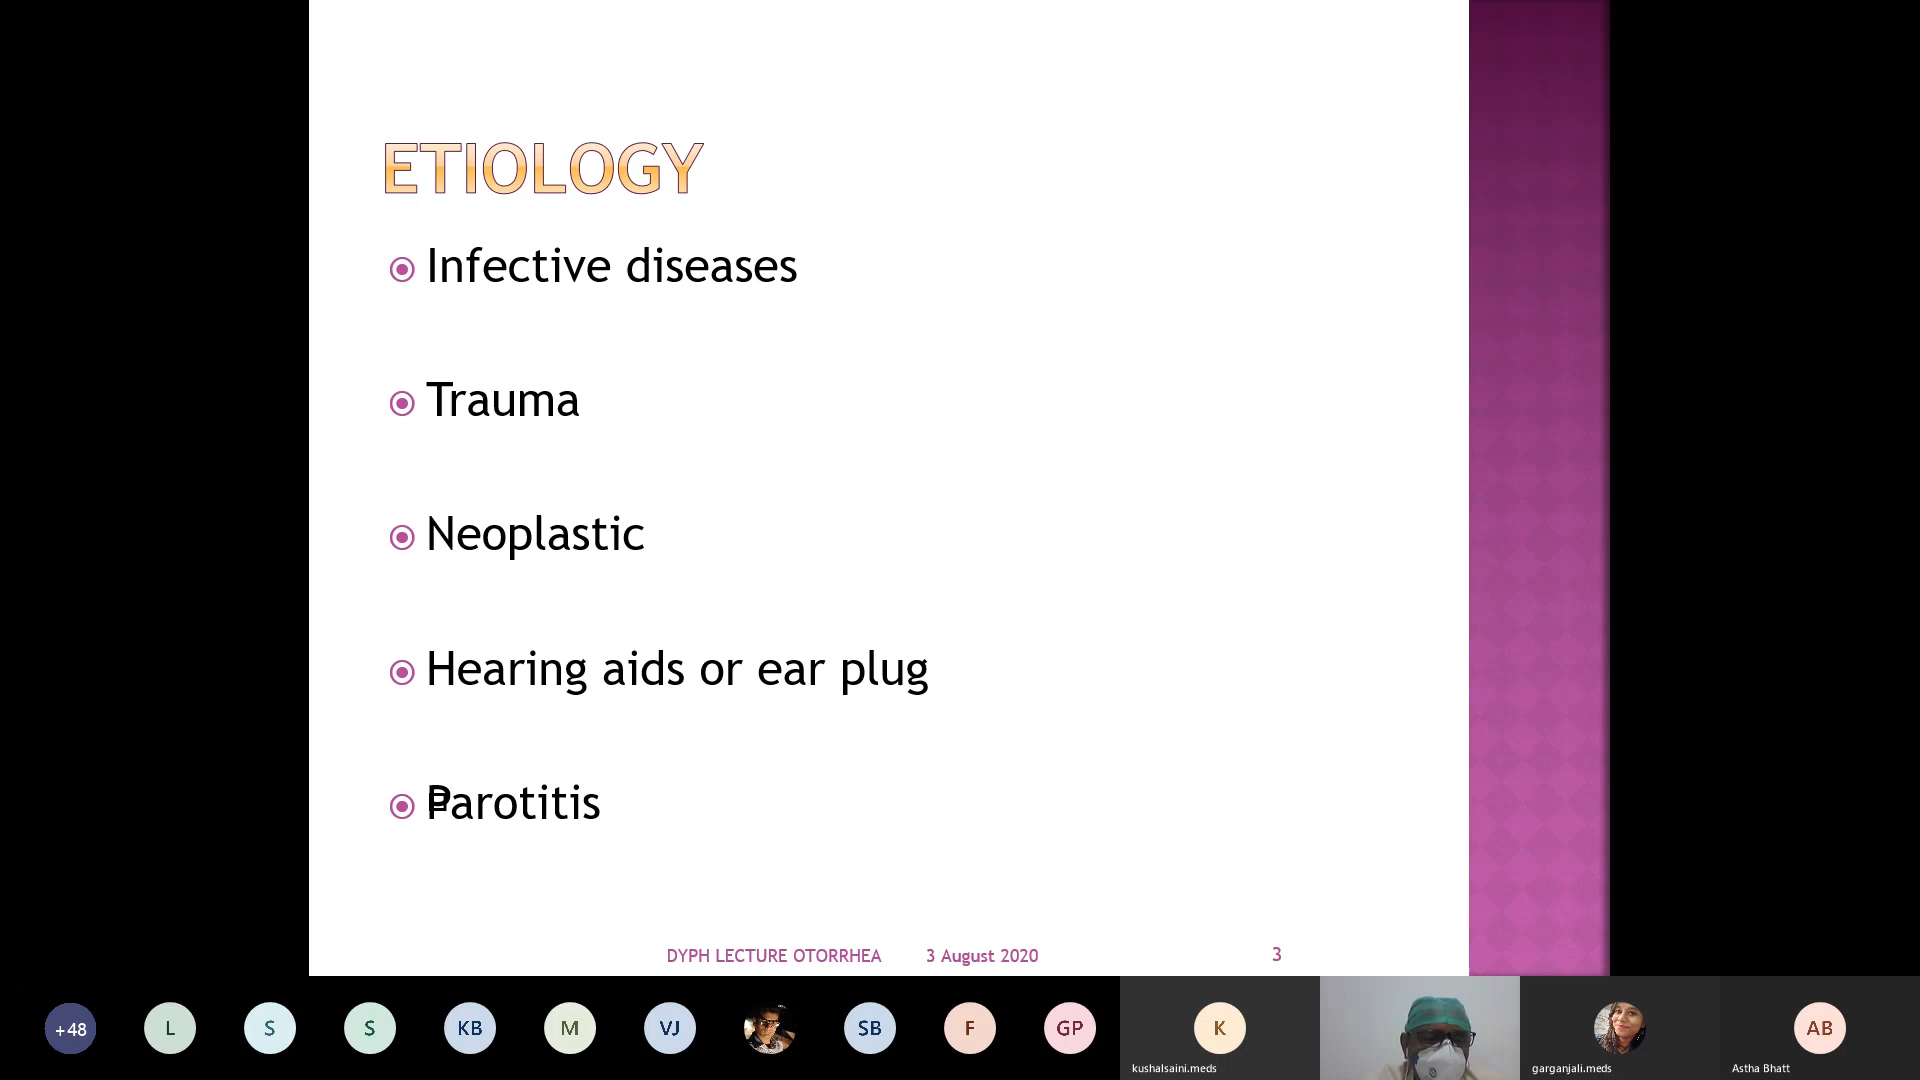 ETIOLOGY
Infective diseases
Trauma
Neoplastic
Hearing aids or ear plug
Parotitis
DYPH LECTURE OTORRHEA 3 August 2020 3
+48 L S S KB M VJ SB F GP K AB
kushalsaini.meds garganjali.meds Astha Bhatt